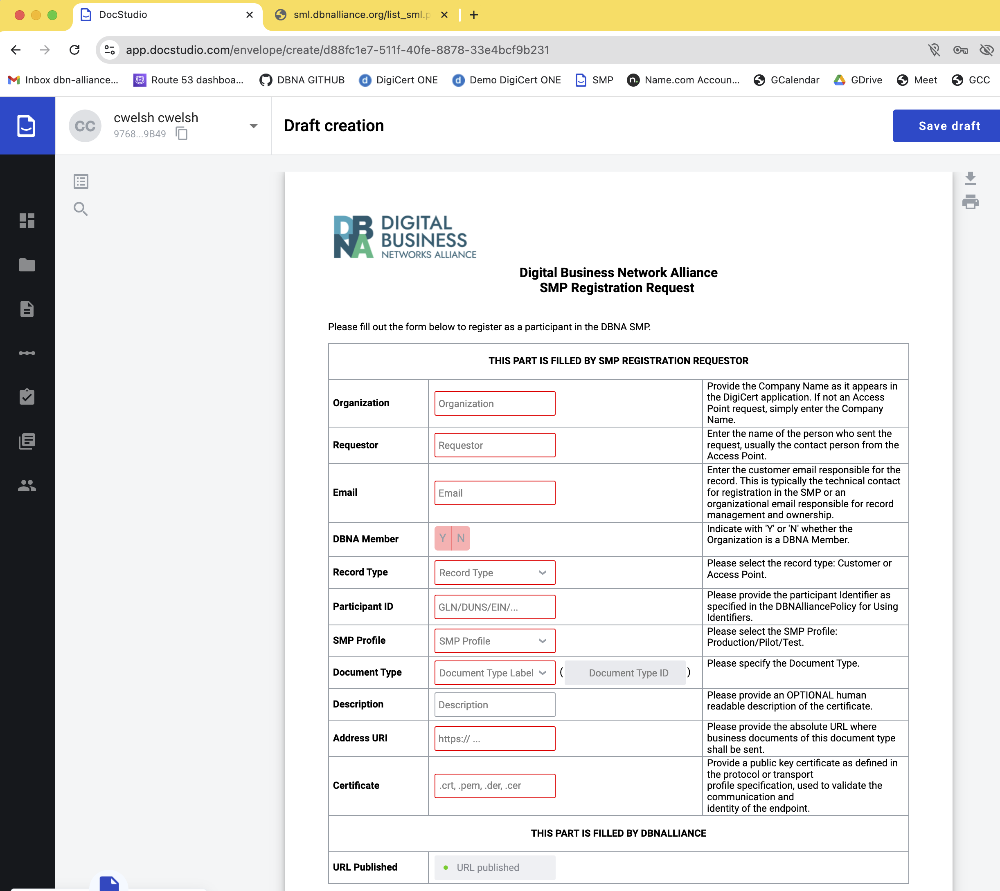 DocStudio
sml.dbnalliance.org/list_sml.p
app.docstudio.com/envelope/create/d88fc1e7-511f-40fe-8878-33e4bcf9b231
Inbox dbn-alliance...
Route 53 dashboa...
DBNA GITHUB
DigiCert ONE
Demo DigiCert ONE
SMP
Name.com Accoun...
GCalendar
GDrive
Meet
GCC
CC
cwelsh cwelsh
9768...9B49
Draft creation
Save draft
DBNA
DIGITAL
BUSINESS
NETWORKS ALLIANCE
Digital Business Network Alliance
SMP Registration Request
Please fill out the form below to register as a participant in the DBNA SMP.
THIS PART IS FILLED BY SMP REGISTRATION REQUESTOR
Organization
Organization
Provide the Company Name as it appears in
the DigiCert application. If not an Access
Point request, simply enter the Company
Name.
Requestor
Requestor
Enter the name of the person who sent the
request, usually the contact person from the
Access Point.
Email
Email
Enter the customer email responsible for the
record. This is typically the technical contact
for registration in the SMP or an
organizational email responsible for record
management and ownership.
DBNA Member
Y N
Indicate with 'Y' or 'N' whether the
Organization is a DBNA Member.
Record Type
Record Type
Please select the record type: Customer or
Access Point.
Participant ID
GLN/DUNS/EIN/...
Please provide the participant Identifier as
specified in the DBNAlliancePolicy for Using
Identifiers.
SMP Profile
SMP Profile
Please select the SMP Profile:
Production/Pilot/Test.
Document Type
Document Type Label
( Document Type ID )
Please specify the Document Type.
Description
Description
Please provide an OPTIONAL human
readable description of the certificate.
Address URI
https:// ...
Please provide the absolute URL where
business documents of this document type
shall be sent.
Certificate
.crt, .pem, .der, .cer
Provide a public key certificate as defined in
the protocol or transport
profile specification, used to validate the
communication and
identity of the endpoint.
THIS PART IS FILLED BY DBNALLIANCE
URL Published
URL published